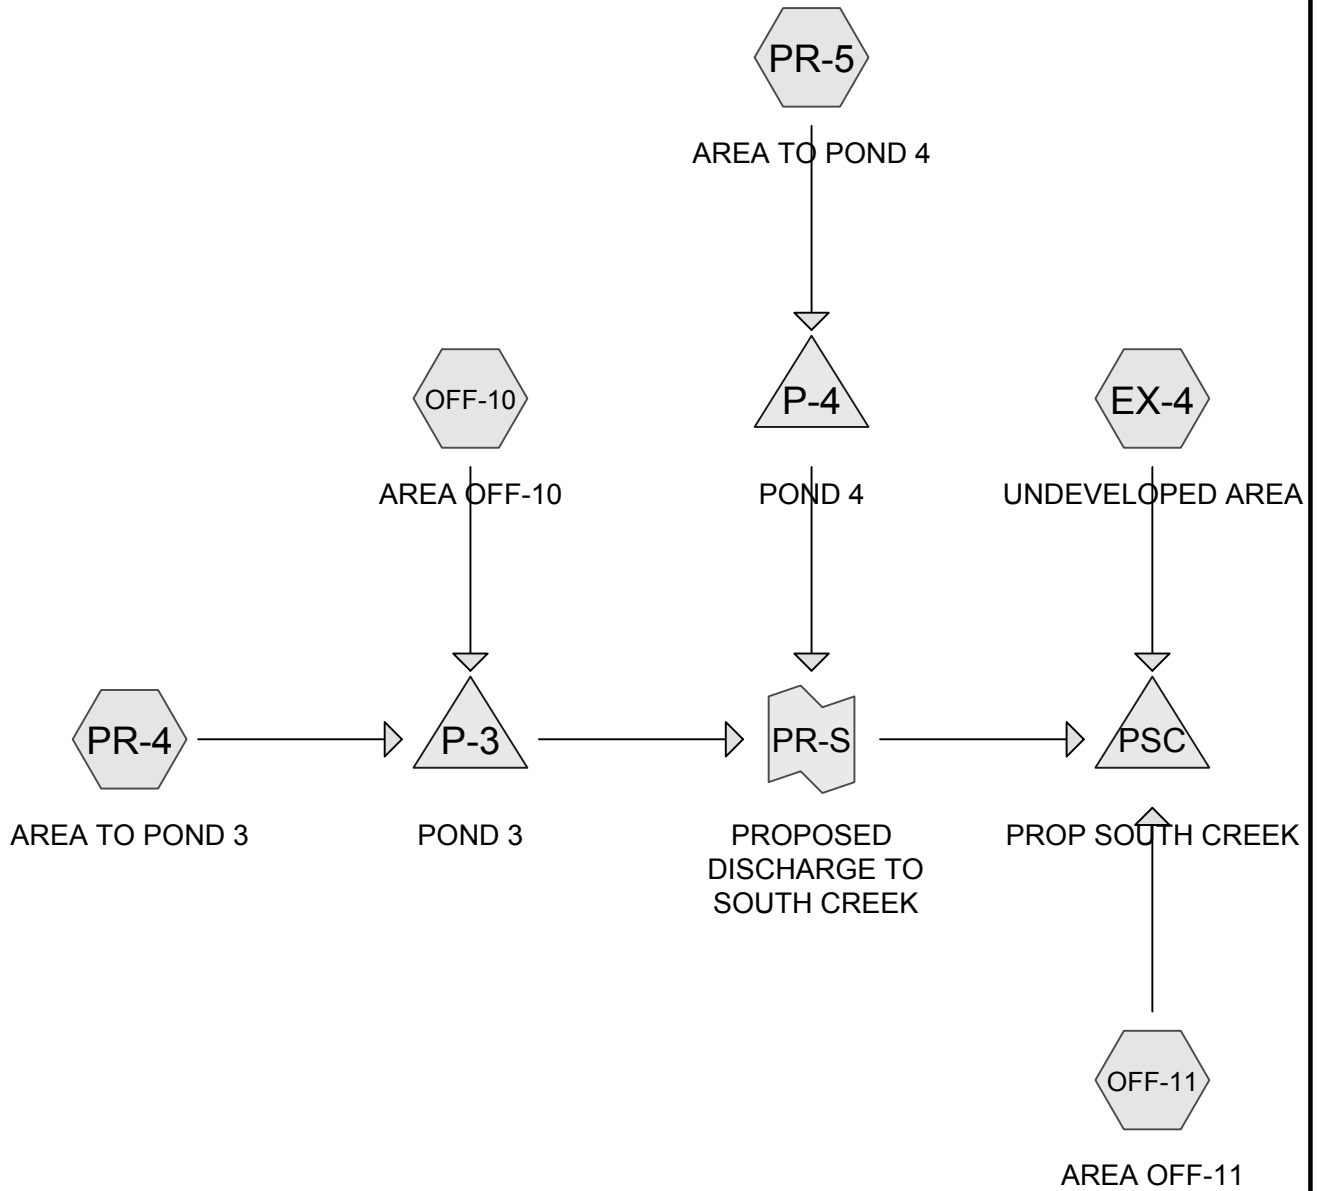 PR-5
AREA TO POND 4
OFF-10
P-4
EX-4
AREA OFF-10
POND 4
UNDEVELOPED AREA
PR-4
P-3
PR-S
PSC
AREA TO POND 3
POND 3
PROPOSED
DISCHARGE TO
SOUTH CREEK
PROP SOUTH CREEK
OFF-11
AREA OFF-11